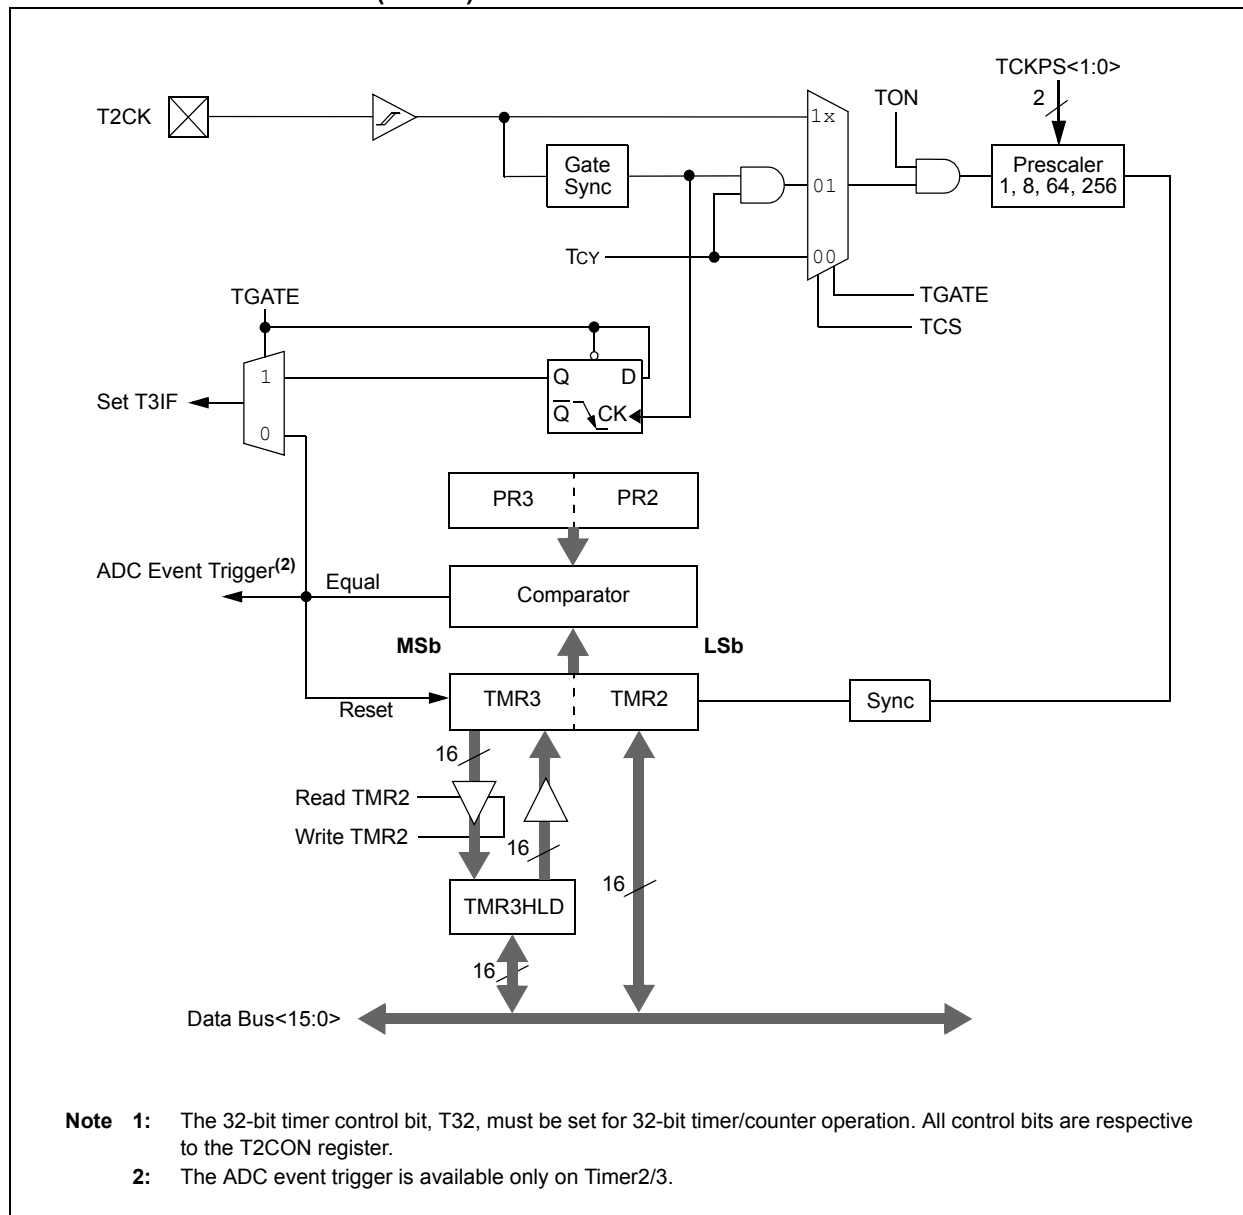 TCKPS<1:0>
2
TON
T2CK
1x
Gate
Sync
Prescaler
1, 8, 64, 256
01
TCY
00
TGATE
TGATE
TCS
1
Q
D
Set T3IF
Q
CK
0
PR3
PR2
ADC Event Trigger(2)
Equal
Comparator
MSb
LSb
TMR3
TMR2
Sync
Reset
16
Read TMR2
Write TMR2
16
16
TMR3HLD
16
Data Bus<15:0>
Note 1: The 32-bit timer control bit, T32, must be set for 32-bit timer/counter operation. All control bits are respective
to the T2CON register.
2: The ADC event trigger is available only on Timer2/3.